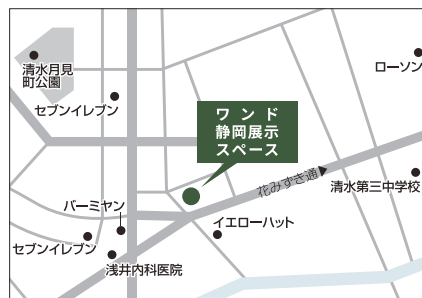 清水月見
町公園
ローソン
セブンイレブン
ワンド
静岡展示
スペース
花みずき通▶
清水第三中学校
バーミヤン
イエローハット
セブンイレブン
浅井内科医院